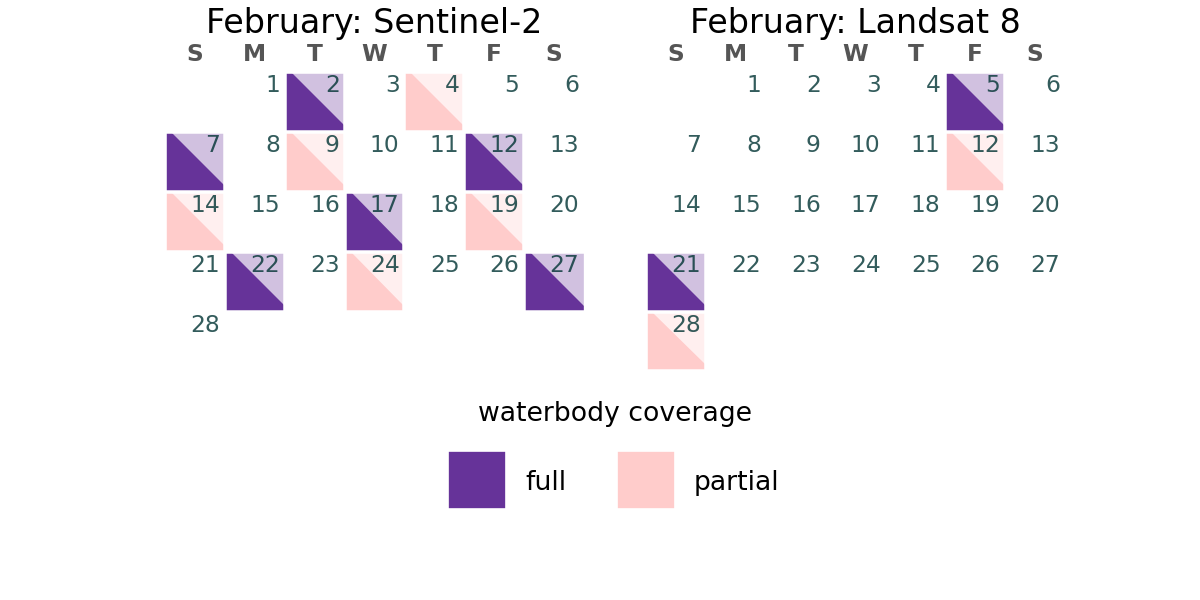 February: Sentinel-2
S M T W T F S
1 2 3 4 5 6
7 8 9 10 11 12 13
14 15 16 17 18 19 20
21 22 23 24 25 26 27
28
February: Landsat 8
S M T W T F S
1 2 3 4 5 6
7 8 9 10 11 12 13
14 15 16 17 18 19 20
21 22 23 24 25 26 27
28
waterbody coverage
full partial